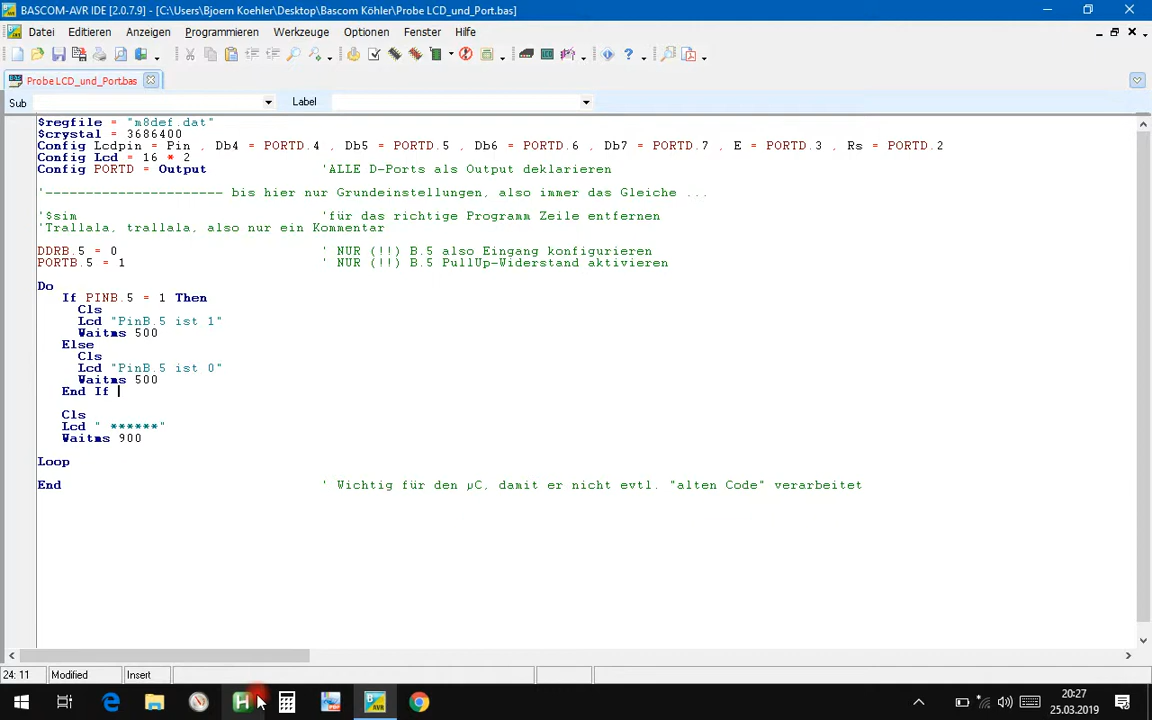 BASCOM-AVR IDE [2.0.7.9] - [C:\Users\Bjoern Koehler\Desktop\Bascom Köhler\Probe LCD_und_Port.bas]
Datei Editieren Anzeigen Programmieren Werkzeuge Optionen Fenster Hilfe
Probe LCD_und_Port.bas
Sub Label
$regfile = "m8def.dat"
$crystal = 3686400
Config Lcdpin = Pin , Db4 = PORTD.4 , Db5 = PORTD.5 , Db6 = PORTD.6 , Db7 = PORTD.7 , E = PORTD.3 , Rs = PORTD.2
Config Lcd = 16 * 2
Config PORTD = Output 'ALLE D-Ports als Output deklarieren
'---------------------- bis hier nur Grundeinstellungen, also immer das Gleiche ...
'$sim 'für das richtige Programm Zeile entfernen
'Trallala, trallala, also nur ein Kommentar
DDRB.5 = 0 ' NUR (!!) B.5 also Eingang konfigurieren
PORTB.5 = 1 ' NUR (!!) B.5 PullUp-Widerstand aktivieren
Do
If PINB.5 = 1 Then
Cls
Lcd "PinB.5 ist 1"
Waitms 500
Else
Cls
Lcd "PinB.5 ist 0"
Waitms 500
End If
Cls
Lcd " ******"
Waitms 900
Loop
End ' Wichtig für den µC, damit er nicht evtl. "alten Code" verarbeitet
24: 11 Modified Insert
20:27
25.03.2019